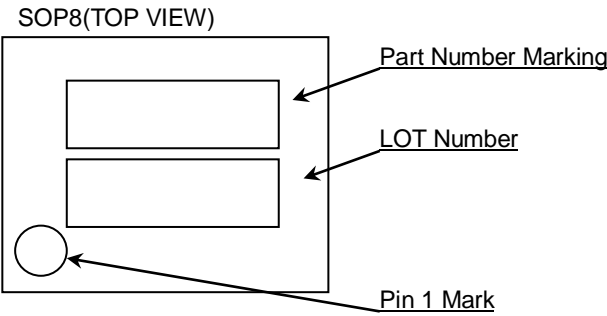 SOP8(TOP VIEW)
Part Number Marking
LOT Number
Pin 1 Mark